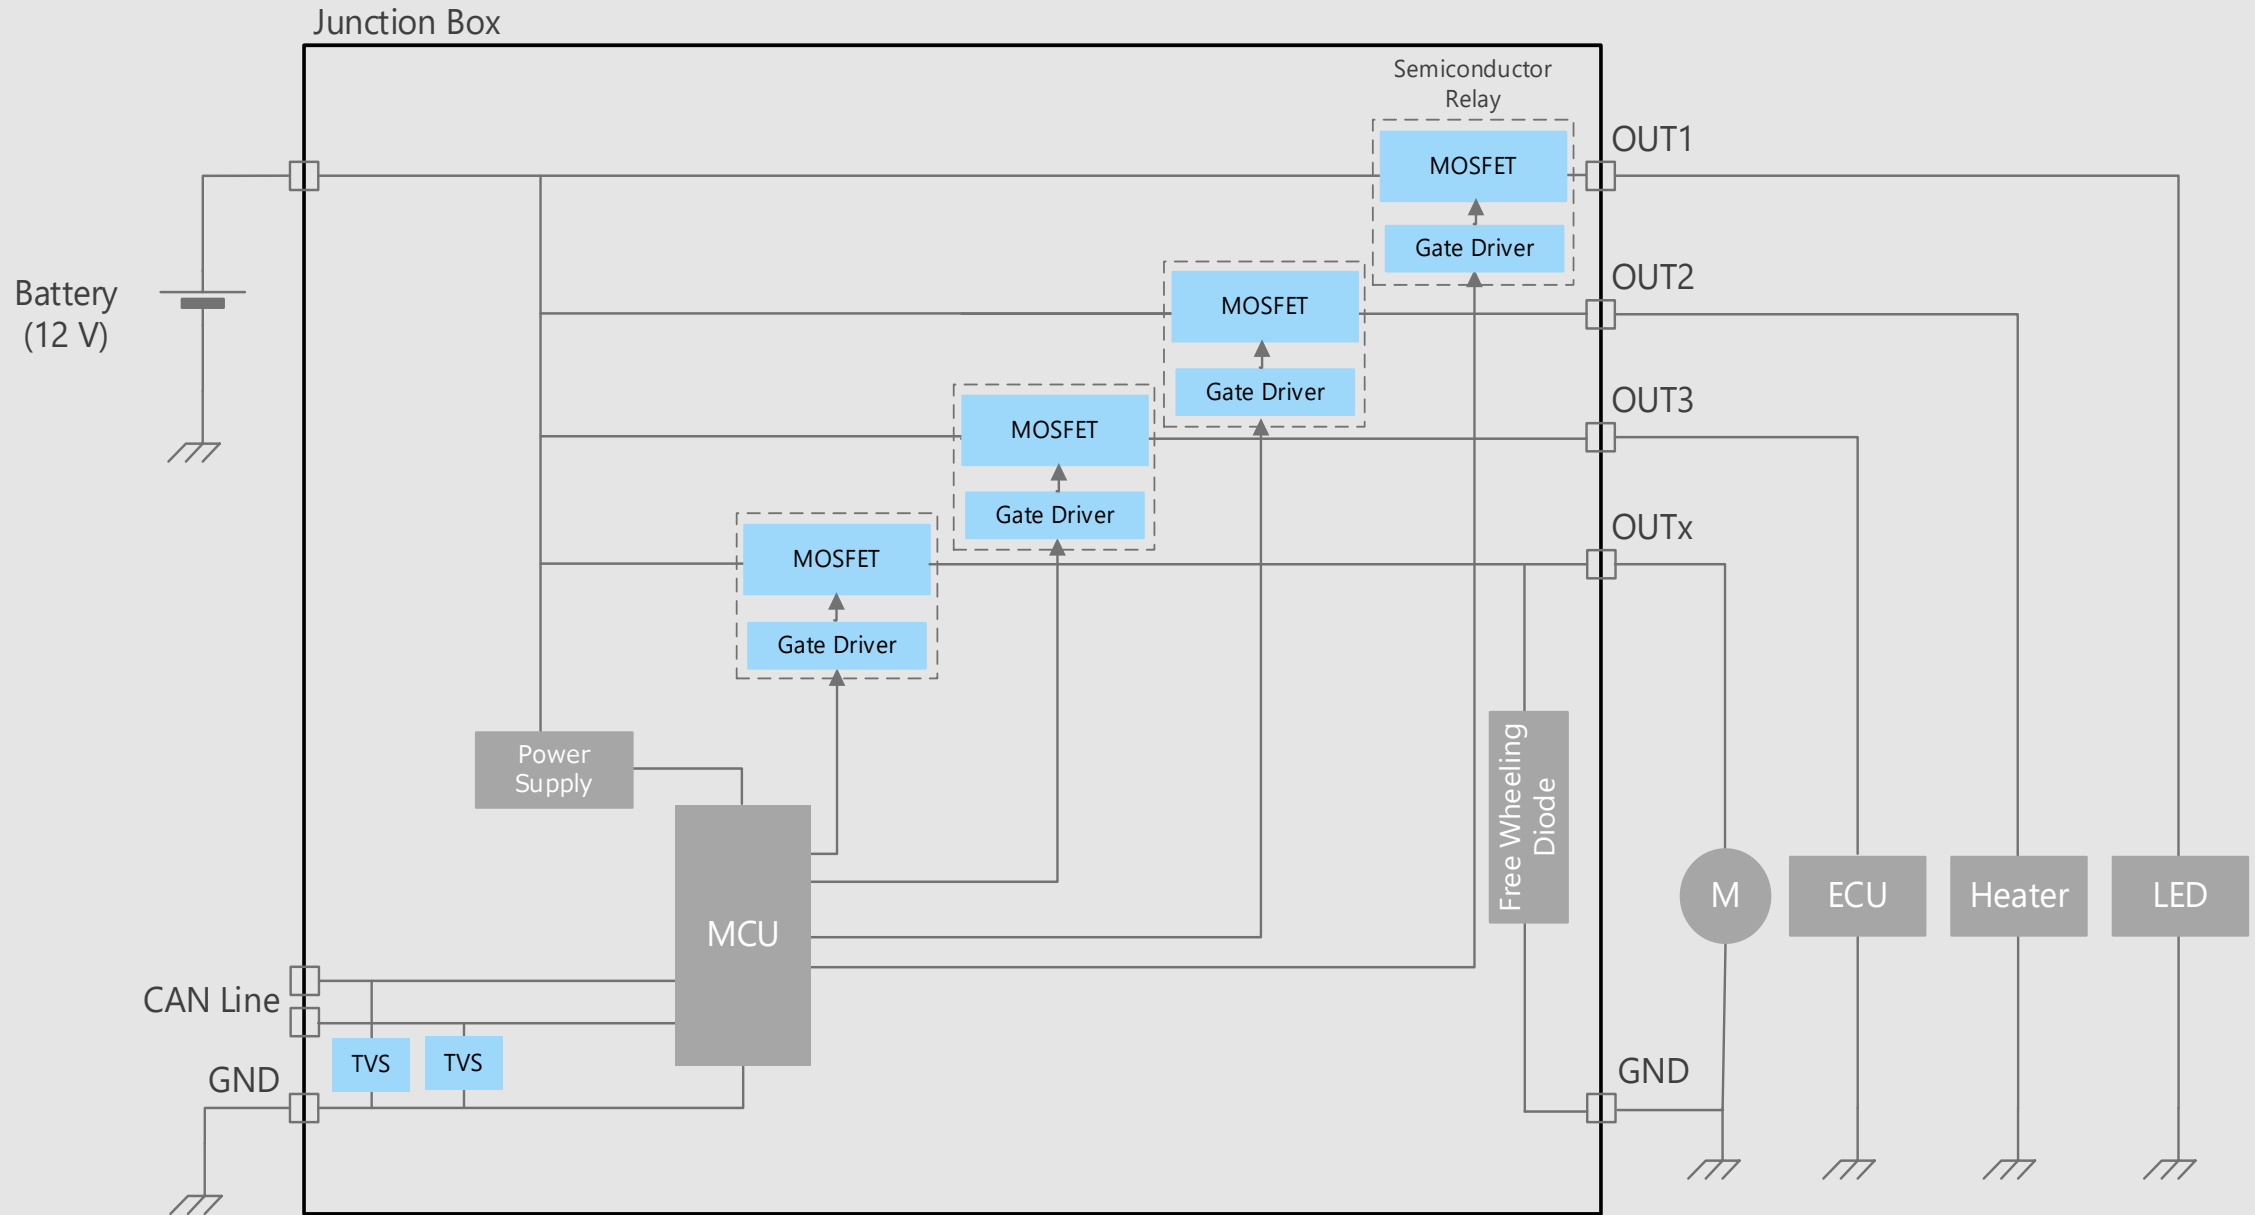 Junction Box
Semiconductor
Relay
OUT1
MOSFET
Gate Driver
OUT2
MOSFET
Gate Driver
Battery
(12 V)
OUT3
MOSFET
Gate Driver
OUTx
MOSFET
Gate Driver
Power
Supply
Free Wheeling
Diode
MCU
M
ECU
Heater
LED
CAN Line
TVS
TVS
GND
GND